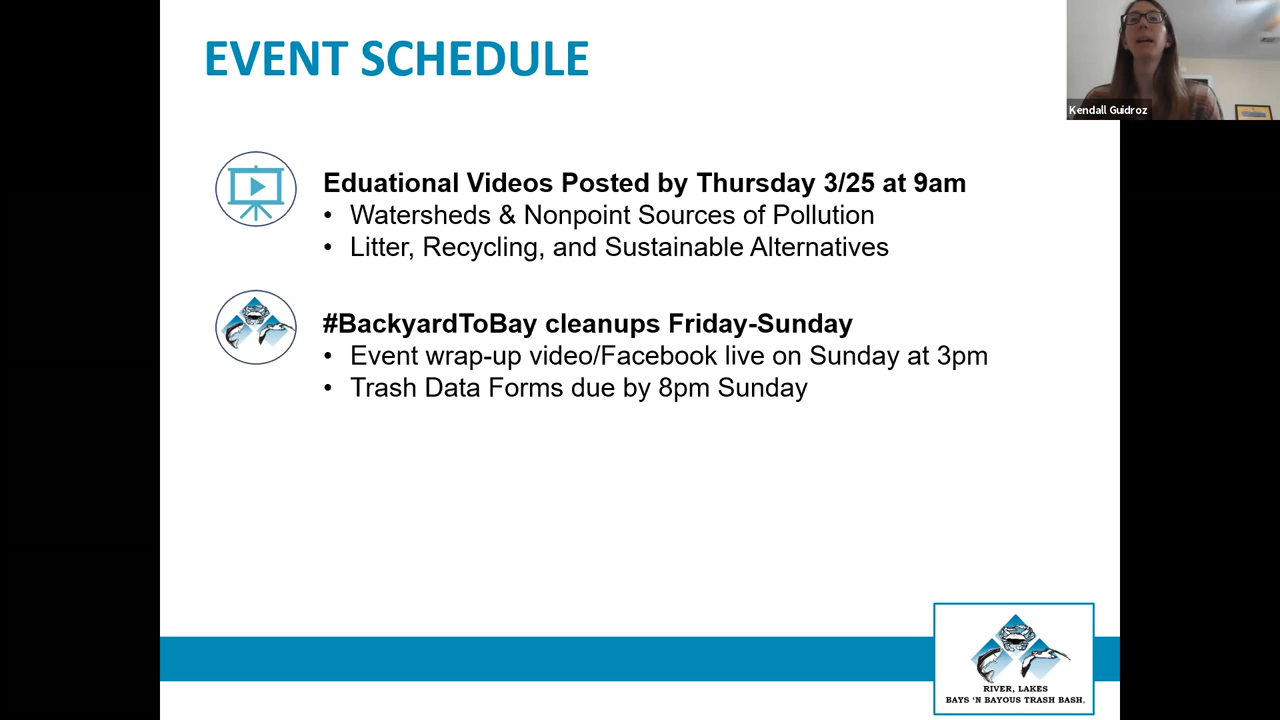 EVENT SCHEDULE
Kendall Guidroz
Eduational Videos Posted by Thursday 3/25 at 9am
• Watersheds & Nonpoint Sources of Pollution
• Litter, Recycling, and Sustainable Alternatives
#BackyardToBay cleanups Friday-Sunday
• Event wrap-up video/Facebook live on Sunday at 3pm
• Trash Data Forms due by 8pm Sunday
RIVER, LAKES
BAYS 'N BAYOUS TRASH BASH.